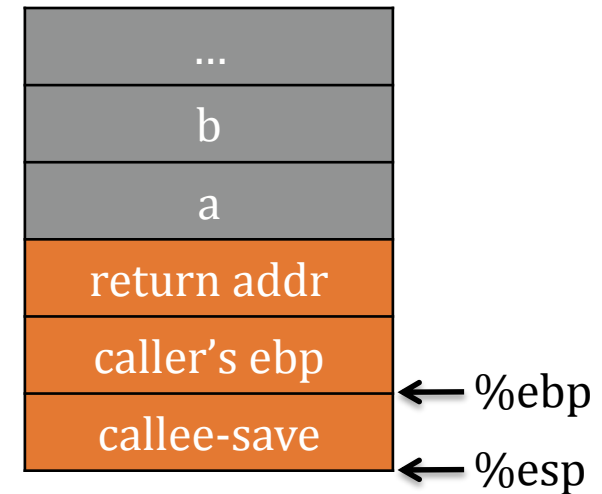 ...
b
a
return addr
caller’s ebp
%ebp
callee-save
%esp